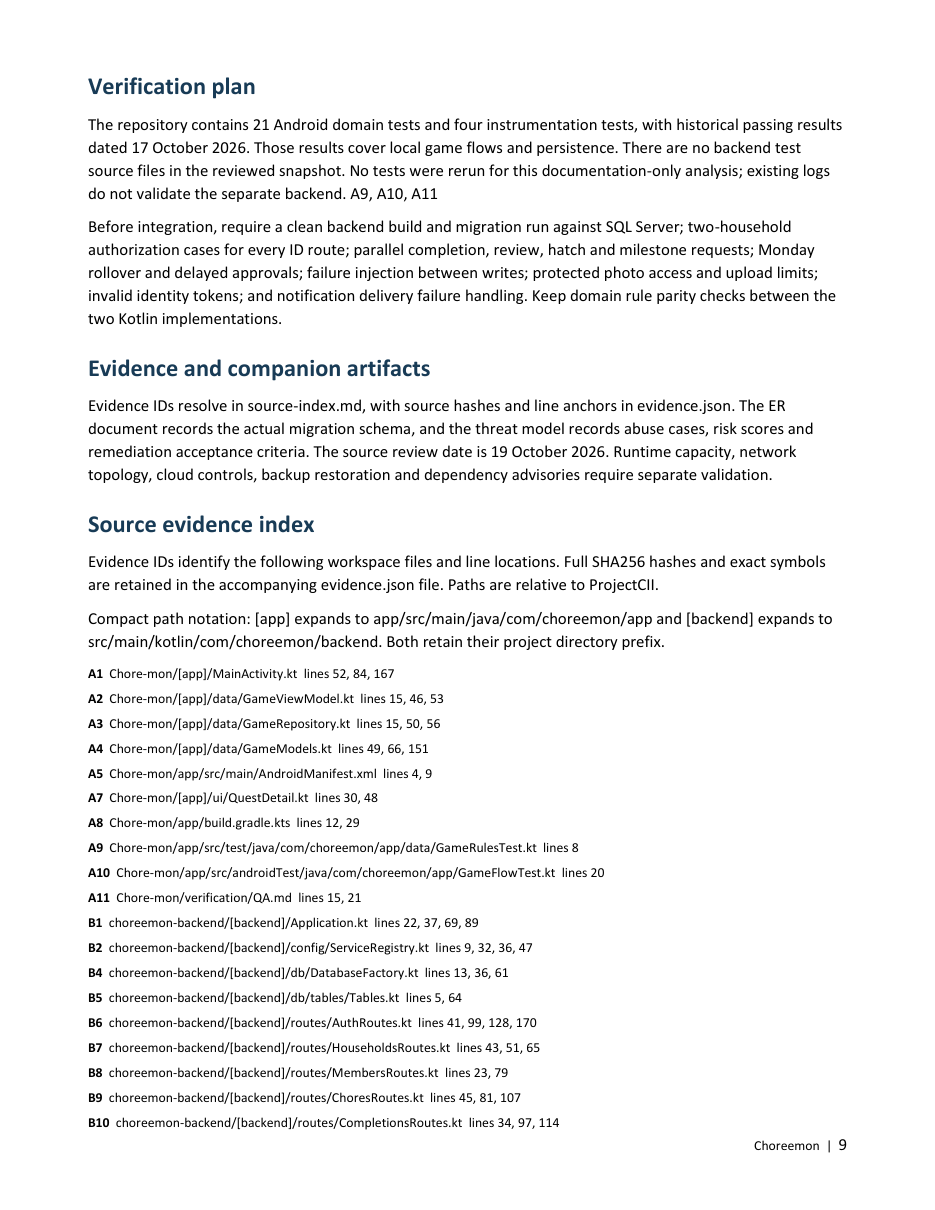 Verification plan
The repository contains 21 Android domain tests and four instrumentation tests, with historical passing results
dated 17 October 2026. Those results cover local game flows and persistence. There are no backend test
source files in the reviewed snapshot. No tests were rerun for this documentation-only analysis; existing logs
do not validate the separate backend. A9, A10, A11
Before integration, require a clean backend build and migration run against SQL Server; two-household
authorization cases for every ID route; parallel completion, review, hatch and milestone requests; Monday
rollover and delayed approvals; failure injection between writes; protected photo access and upload limits;
invalid identity tokens; and notification delivery failure handling. Keep domain rule parity checks between the
two Kotlin implementations.
Evidence and companion artifacts
Evidence IDs resolve in source-index.md, with source hashes and line anchors in evidence.json. The ER
document records the actual migration schema, and the threat model records abuse cases, risk scores and
remediation acceptance criteria. The source review date is 19 October 2026. Runtime capacity, network
topology, cloud controls, backup restoration and dependency advisories require separate validation.
Source evidence index
Evidence IDs identify the following workspace files and line locations. Full SHA256 hashes and exact symbols
are retained in the accompanying evidence.json file. Paths are relative to ProjectCII.
Compact path notation: [app] expands to app/src/main/java/com/choreemon/app and [backend] expands to
src/main/kotlin/com/choreemon/backend. Both retain their project directory prefix.
A1 Chore-mon/[app]/MainActivity.kt lines 52, 84, 167
A2 Chore-mon/[app]/data/GameViewModel.kt lines 15, 46, 53
A3 Chore-mon/[app]/data/GameRepository.kt lines 15, 50, 56
A4 Chore-mon/[app]/data/GameModels.kt lines 49, 66, 151
A5 Chore-mon/app/src/main/AndroidManifest.xml lines 4, 9
A7 Chore-mon/[app]/ui/QuestDetail.kt lines 30, 48
A8 Chore-mon/app/build.gradle.kts lines 12, 29
A9 Chore-mon/app/src/test/java/com/choreemon/app/data/GameRulesTest.kt lines 8
A10 Chore-mon/app/src/androidTest/java/com/choreemon/app/GameFlowTest.kt lines 20
A11 Chore-mon/verification/QA.md lines 15, 21
B1 choreemon-backend/[backend]/Application.kt lines 22, 37, 69, 89
B2 choreemon-backend/[backend]/config/ServiceRegistry.kt lines 9, 32, 36, 47
B4 choreemon-backend/[backend]/db/DatabaseFactory.kt lines 13, 36, 61
B5 choreemon-backend/[backend]/db/tables/Tables.kt lines 5, 64
B6 choreemon-backend/[backend]/routes/AuthRoutes.kt lines 41, 99, 128, 170
B7 choreemon-backend/[backend]/routes/HouseholdsRoutes.kt lines 43, 51, 65
B8 choreemon-backend/[backend]/routes/MembersRoutes.kt lines 23, 79
B9 choreemon-backend/[backend]/routes/ChoresRoutes.kt lines 45, 81, 107
B10 choreemon-backend/[backend]/routes/CompletionsRoutes.kt lines 34, 97, 114
Choreemon | 9